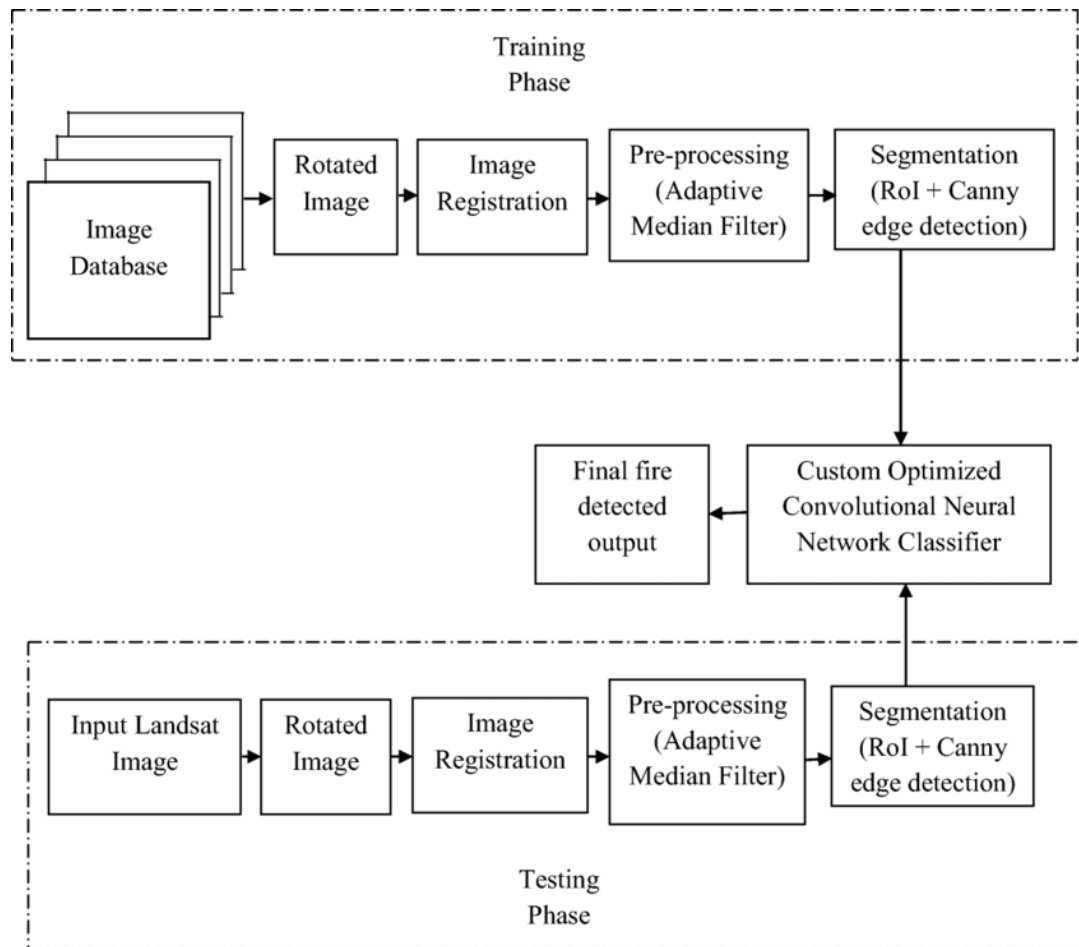 Training
Phase
Image
Database
Rotated
Image
Image
Registration
Pre-processing
(Adaptive
Median Filter)
Segmentation
(RoI + Canny
edge detection)
Final fire
detected
output
Custom Optimized
Convolutional Neural
Network Classifier
Input Landsat
Image
Rotated
Image
Image
Registration
Pre-processing
(Adaptive
Median Filter)
Segmentation
(RoI + Canny
edge detection)
Testing
Phase